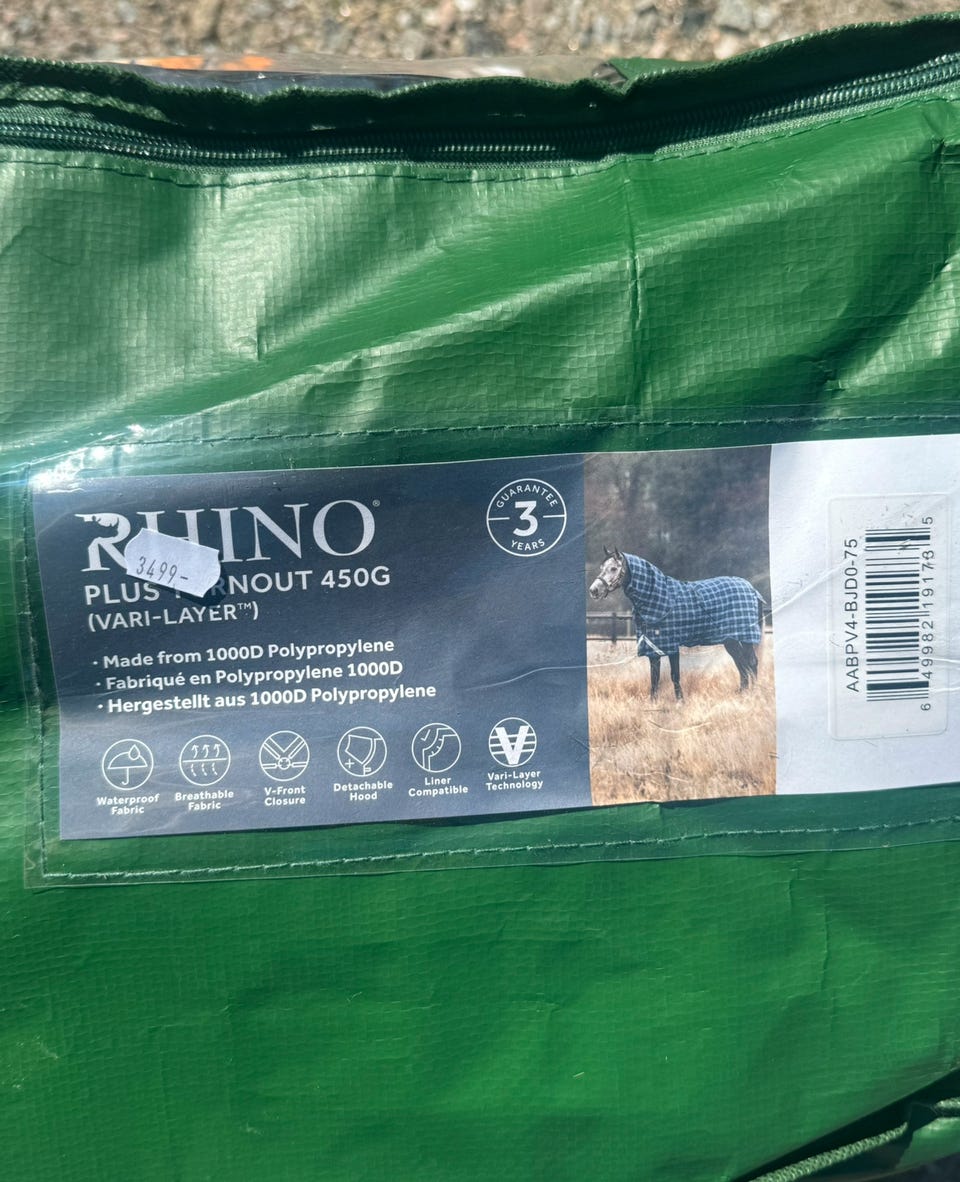 RHINO®
3499-
PLUS TURNOUT 450G
(VARI-LAYER™)
· Made from 1000D Polypropylene
· Fabriqué en Polypropylene 1000D
· Hergestellt aus 1000D Polypropylene
GUARANTEE
3
YEARS
Waterproof
Fabric
Breathable
Fabric
V-Front
Closure
Detachable
Hood
Liner
Compatible
Vari-Layer
Technology
AABPV4-BJD0-75